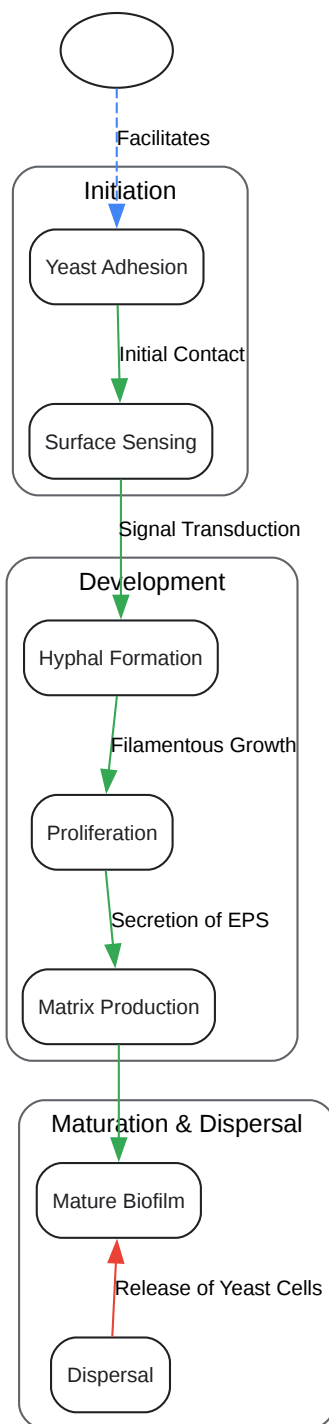 Facilitates
Initiation
Yeast Adhesion
Initial Contact
Surface Sensing
Signal Transduction
Development
Hyphal Formation
Filamentous Growth
Proliferation
Secretion of EPS
Matrix Production
Maturation & Dispersal
Mature Biofilm
Release of Yeast Cells
Dispersal